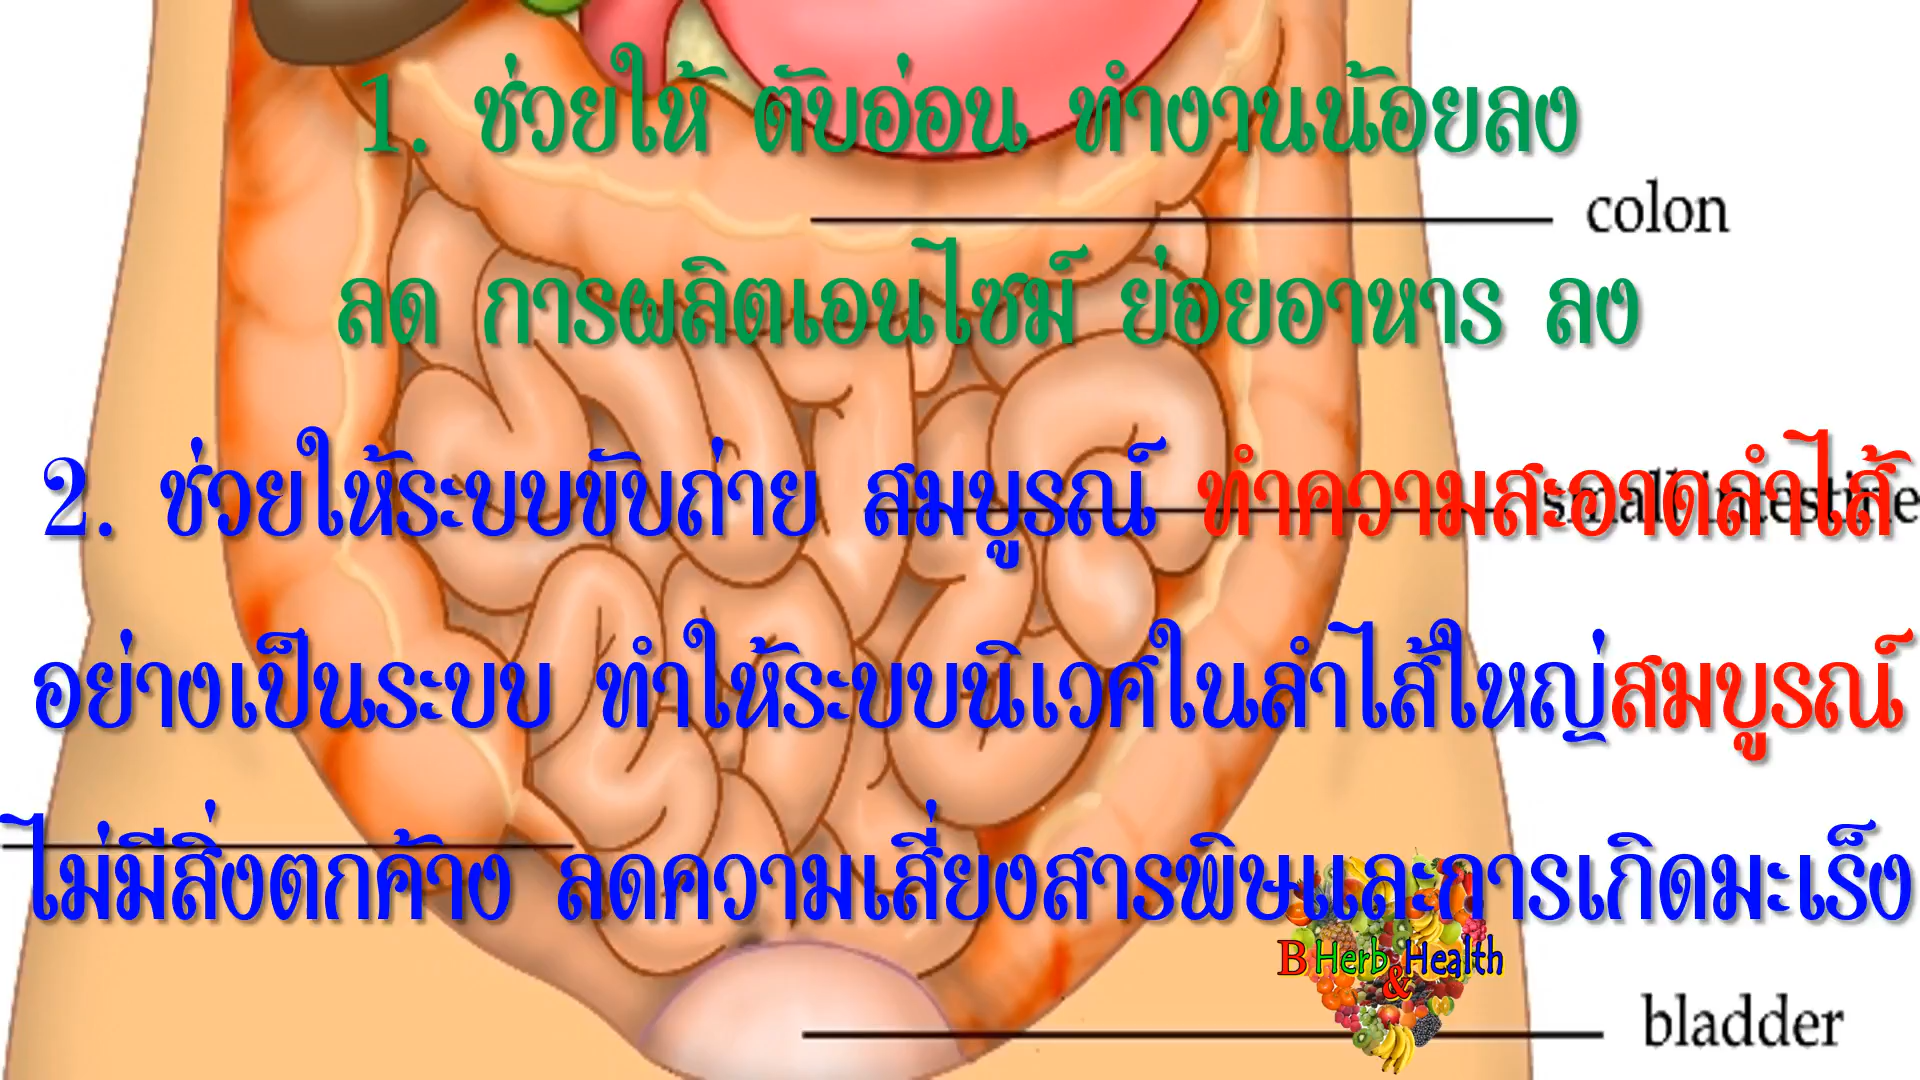 1. ช่วยให้ ตับอ่อน ทำงานน้อยลง
colon
ลด การผลิตเอนไซม์ ย่อยอาหาร ลง
2. ช่วยให้ระบบขับถ่าย สมบูรณ์ ทำความสะอาดลำไส้
small intestine
อย่างเป็นระบบ ทำให้ระบบนิเวศในลำไส้ใหญ่สมบูรณ์
ไม่มีสิ่งตกค้าง ลดความเสี่ยงสารพิษและการเกิดมะเร็ง
B Herb & Health
bladder